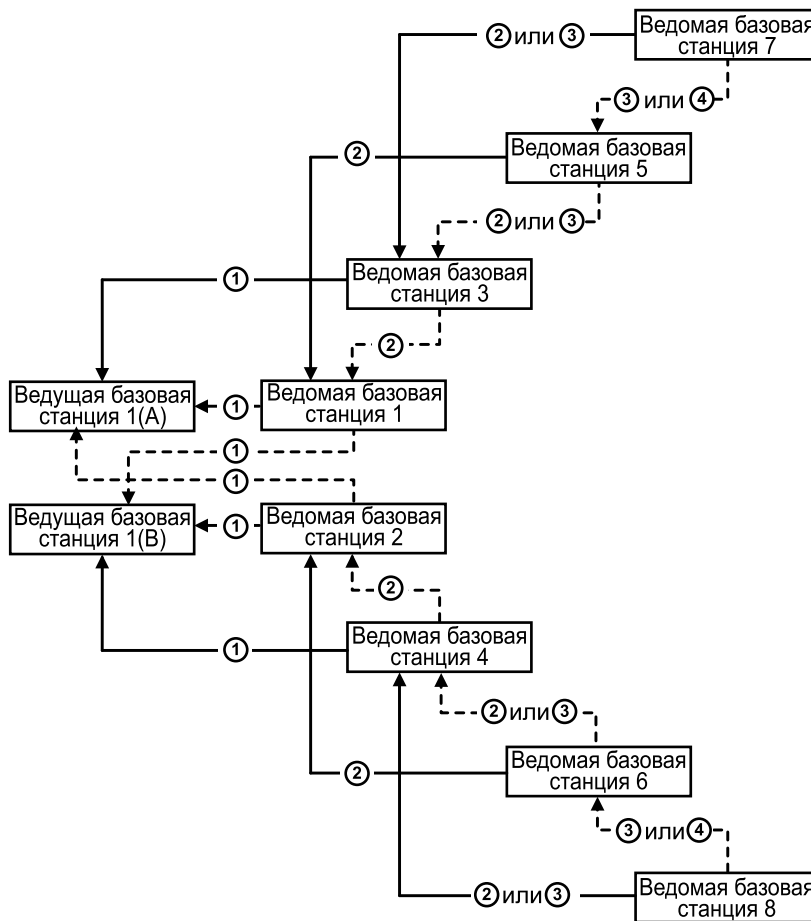 ② или ③
Ведомая базовая
станция 7
③ или ④
②
Ведомая базовая
станция 5
② или ③
①
Ведомая базовая
станция 3
②
Ведущая базовая
станция 1(А)
①
Ведомая базовая
станция 1
①
①
Ведущая базовая
станция 1(В)
①
Ведомая базовая
станция 2
②
①
Ведомая базовая
станция 4
② или ③
②
Ведомая базовая
станция 6
③ или ④
② или ③
Ведомая базовая
станция 8